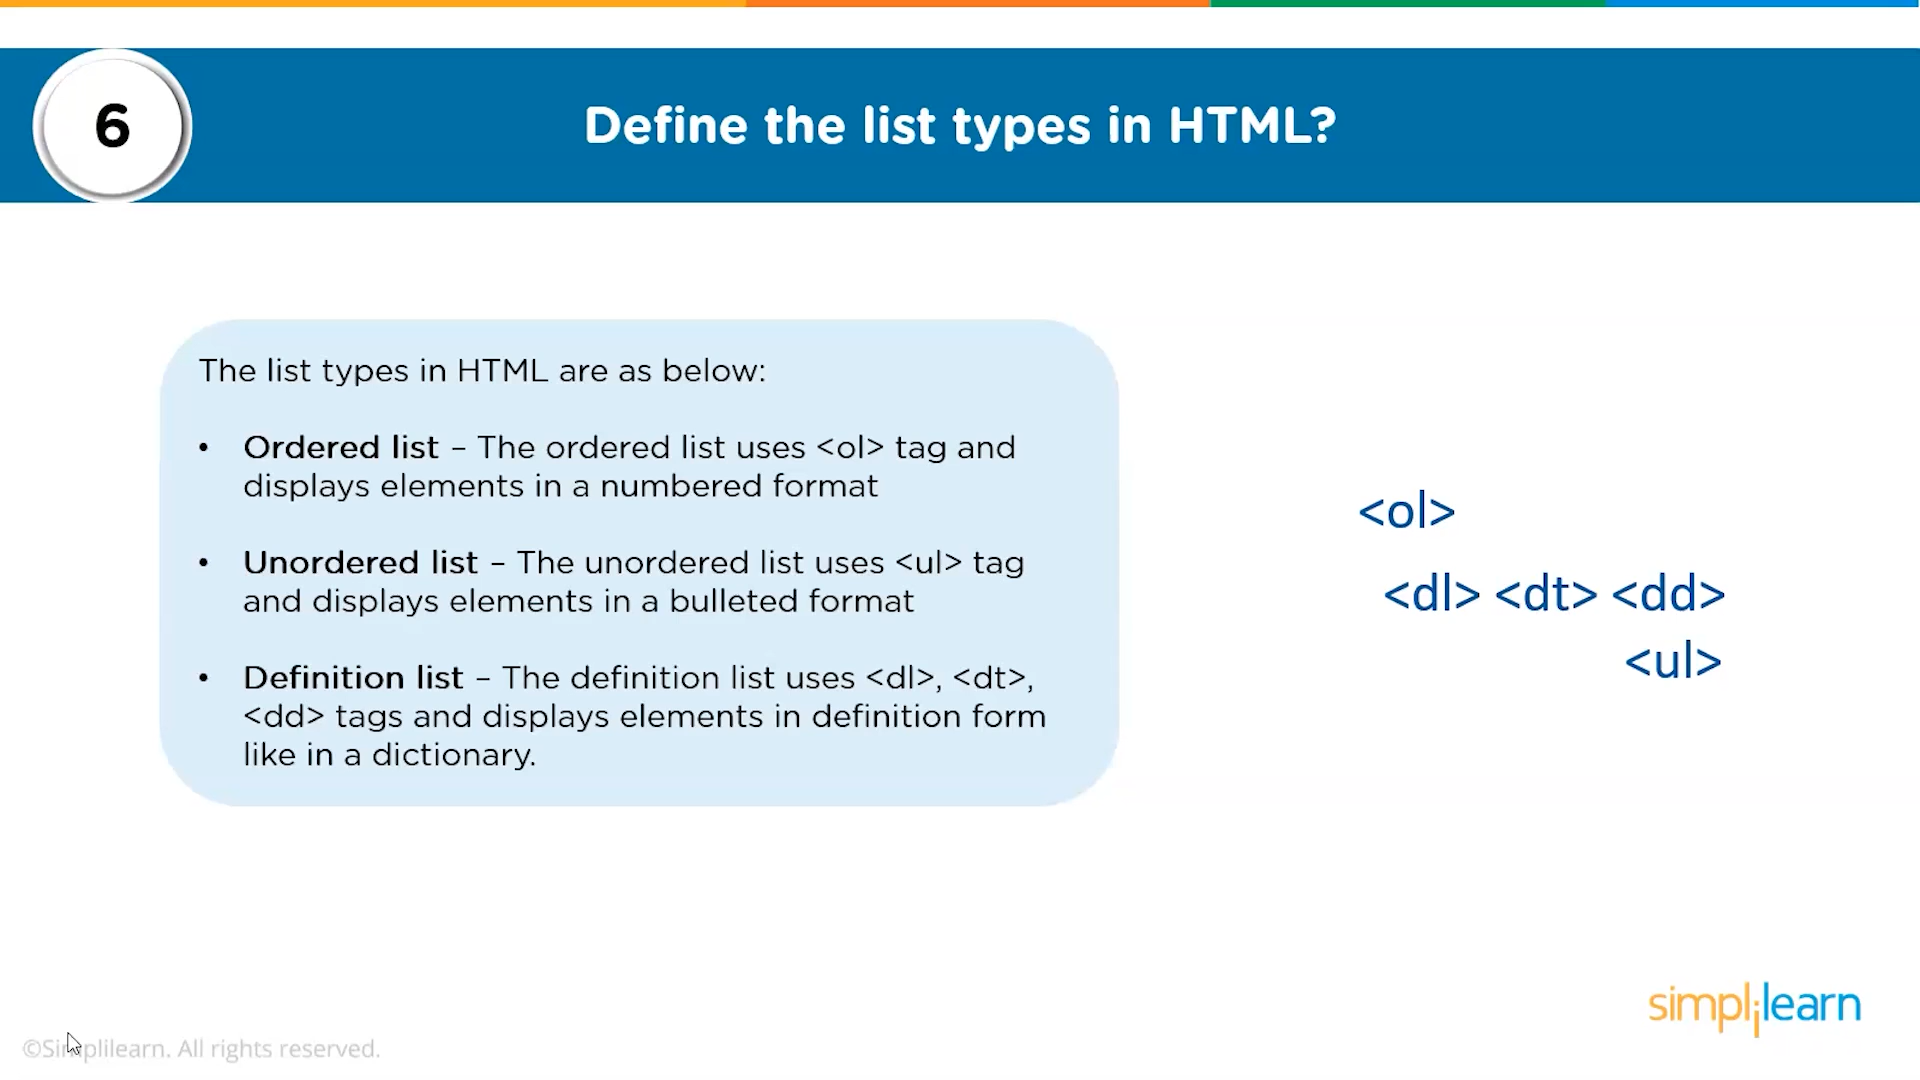 6
Define the list types in HTML?
The list types in HTML are as below:
• Ordered list – The ordered list uses <ol> tag and
displays elements in a numbered format
• Unordered list – The unordered list uses <ul> tag
and displays elements in a bulleted format
• Definition list – The definition list uses <dl>, <dt>,
<dd> tags and displays elements in definition form
like in a dictionary.
<ol>
<dl> <dt> <dd>
<ul>
simplilearn
©Simplilearn. All rights reserved.